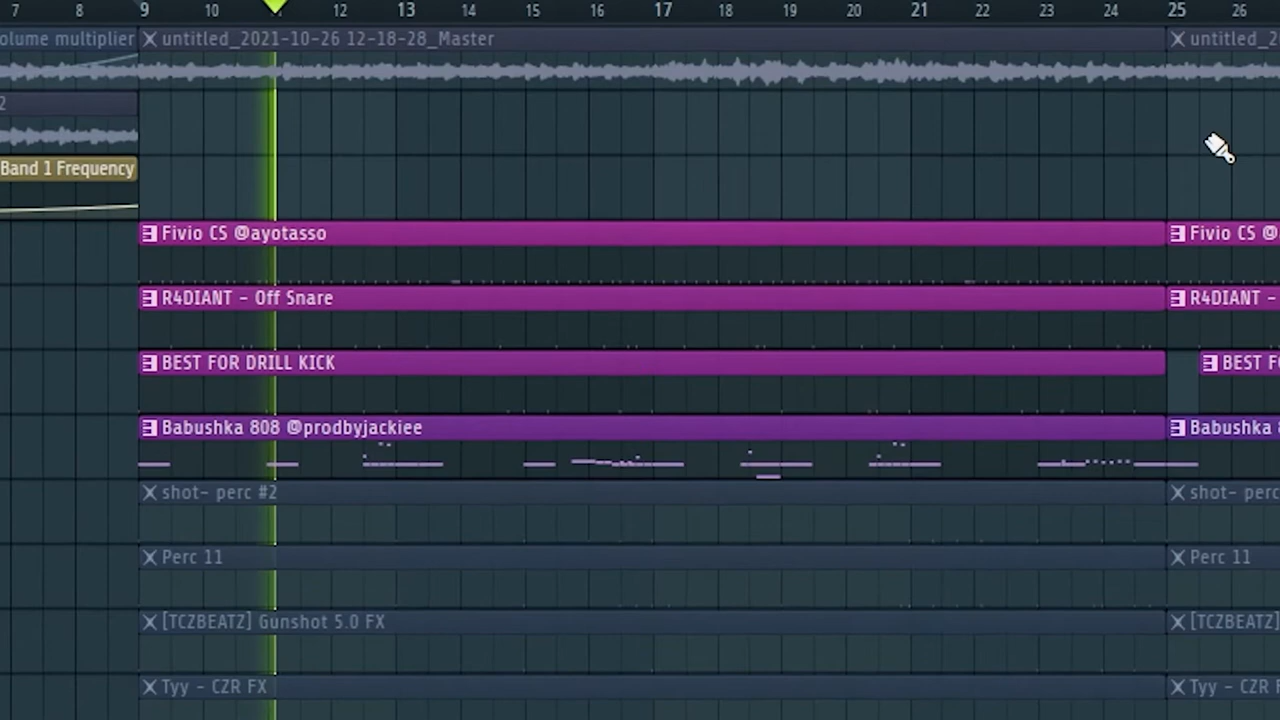 7 8 9 10 11 12 13 14 15 16 17 18 19 20 21 22 23 24 25 26
olume multiplier untitled_2021-10-26 12-18-28_Master untitled_2
2
Band 1 Frequency
Fivio CS @ayotasso Fivio CS @
R4DIANT - Off Snare R4DIANT -
BEST FOR DRILL KICK BEST F
Babushka 808 @prodbyjackiee Babushka
shot- perc #2 shot- perc
Perc 11 Perc 11
[TCZBEATZ] Gunshot 5.0 FX [TCZBEATZ]
Tyy - CZR FX Tyy - CZR F